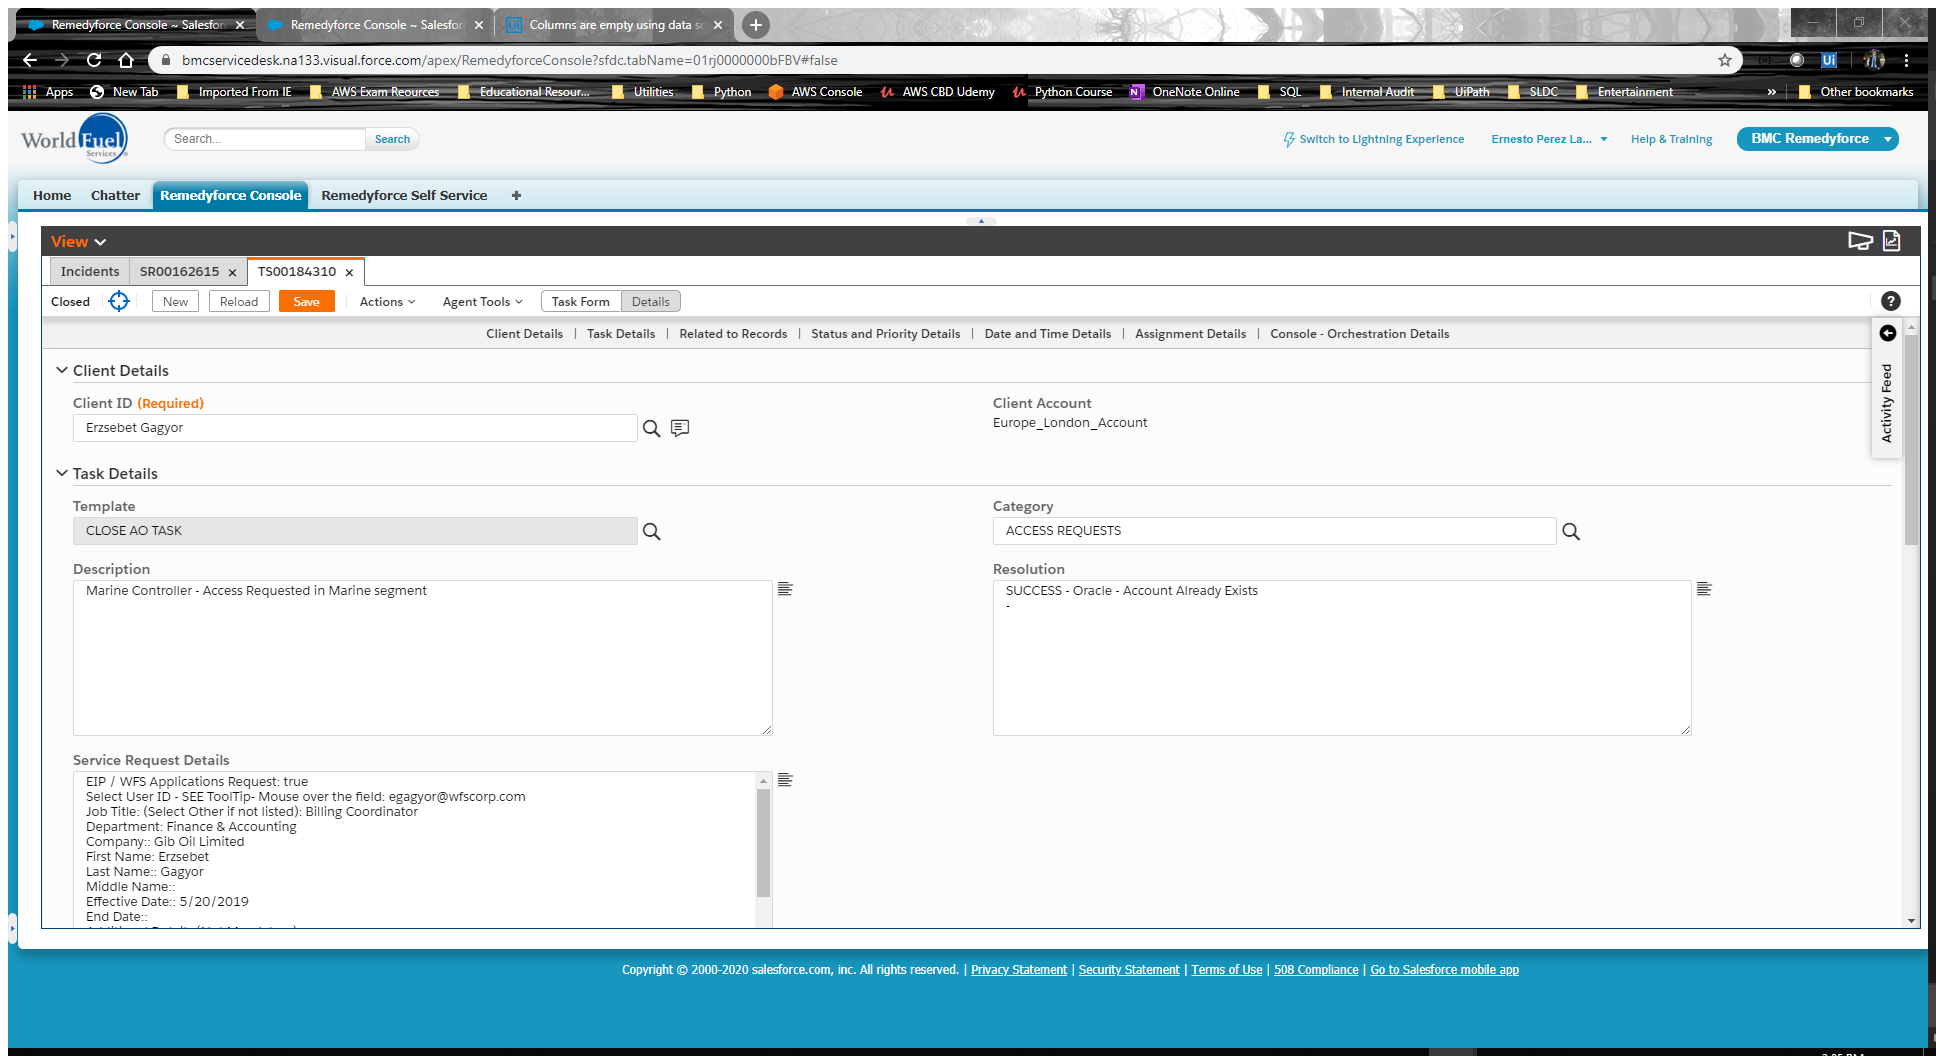 Remedyforce Console ~ Salesfor
Remedyforce Console ~ Salesforc
Ui Columns are empty using data s
bmcservicedesk.na133.visual.force.com/apex/RemedyforceConsole?sfdc.tabName=01rj0000000bFBV#false
Ui
Apps New Tab Imported From IE AWS Exam Reources Educational Resour... Utilities Python AWS Console AWS CBD Udemy Python Course OneNote Online SQL Internal Audit UiPath SLDC Entertainment » Other bookmarks
World Fuel Services
Search... Search
Switch to Lightning Experience Ernesto Perez La... Help & Training BMC Remedyforce
Home Chatter Remedyforce Console Remedyforce Self Service +
View
Incidents SR00162615 x TS00184310 x
Closed New Reload Save Actions Agent Tools Task Form Details ?
Client Details | Task Details | Related to Records | Status and Priority Details | Date and Time Details | Assignment Details | Console - Orchestration Details
Activity Feed
Client Details
Client ID (Required)
Erzsebet Gagyor
Client Account
Europe_London_Account
Task Details
Template
CLOSE AO TASK
Category
ACCESS REQUESTS
Description
Marine Controller - Access Requested in Marine segment
Resolution
SUCCESS - Oracle - Account Already Exists
-
Service Request Details
EIP / WFS Applications Request: true
Select User ID - SEE ToolTip- Mouse over the field: egagyor@wfscorp.com
Job Title: (Select Other if not listed): Billing Coordinator
Department: Finance & Accounting
Company:: Gib Oil Limited
First Name: Erzsebet
Last Name:: Gagyor
Middle Name::
Effective Date:: 5/20/2019
End Date::
Copyright © 2000-2020 salesforce.com, inc. All rights reserved. | Privacy Statement | Security Statement | Terms of Use | 508 Compliance | Go to Salesforce mobile app